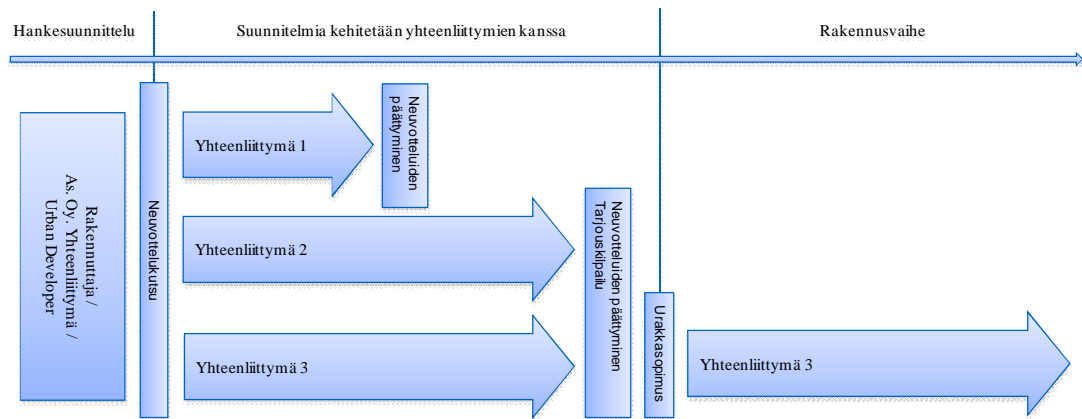 Hankesuunnittelu
Suunnitelmia kehitetään yhteenliittymien kanssa
Rakennusvaihe
Rakennuttaja /
As. Oy. Yhteenliittymä /
Urban Developer
Neuvottelukutsu
Yhteenliittymä 1
Neuvotteluiden
päättyminen
Yhteenliittymä 2
Neuvotteluiden päättyminen
Tarjouskilpailu
Yhteenliittymä 3
Urakkasopimus
Yhteenliittymä 3